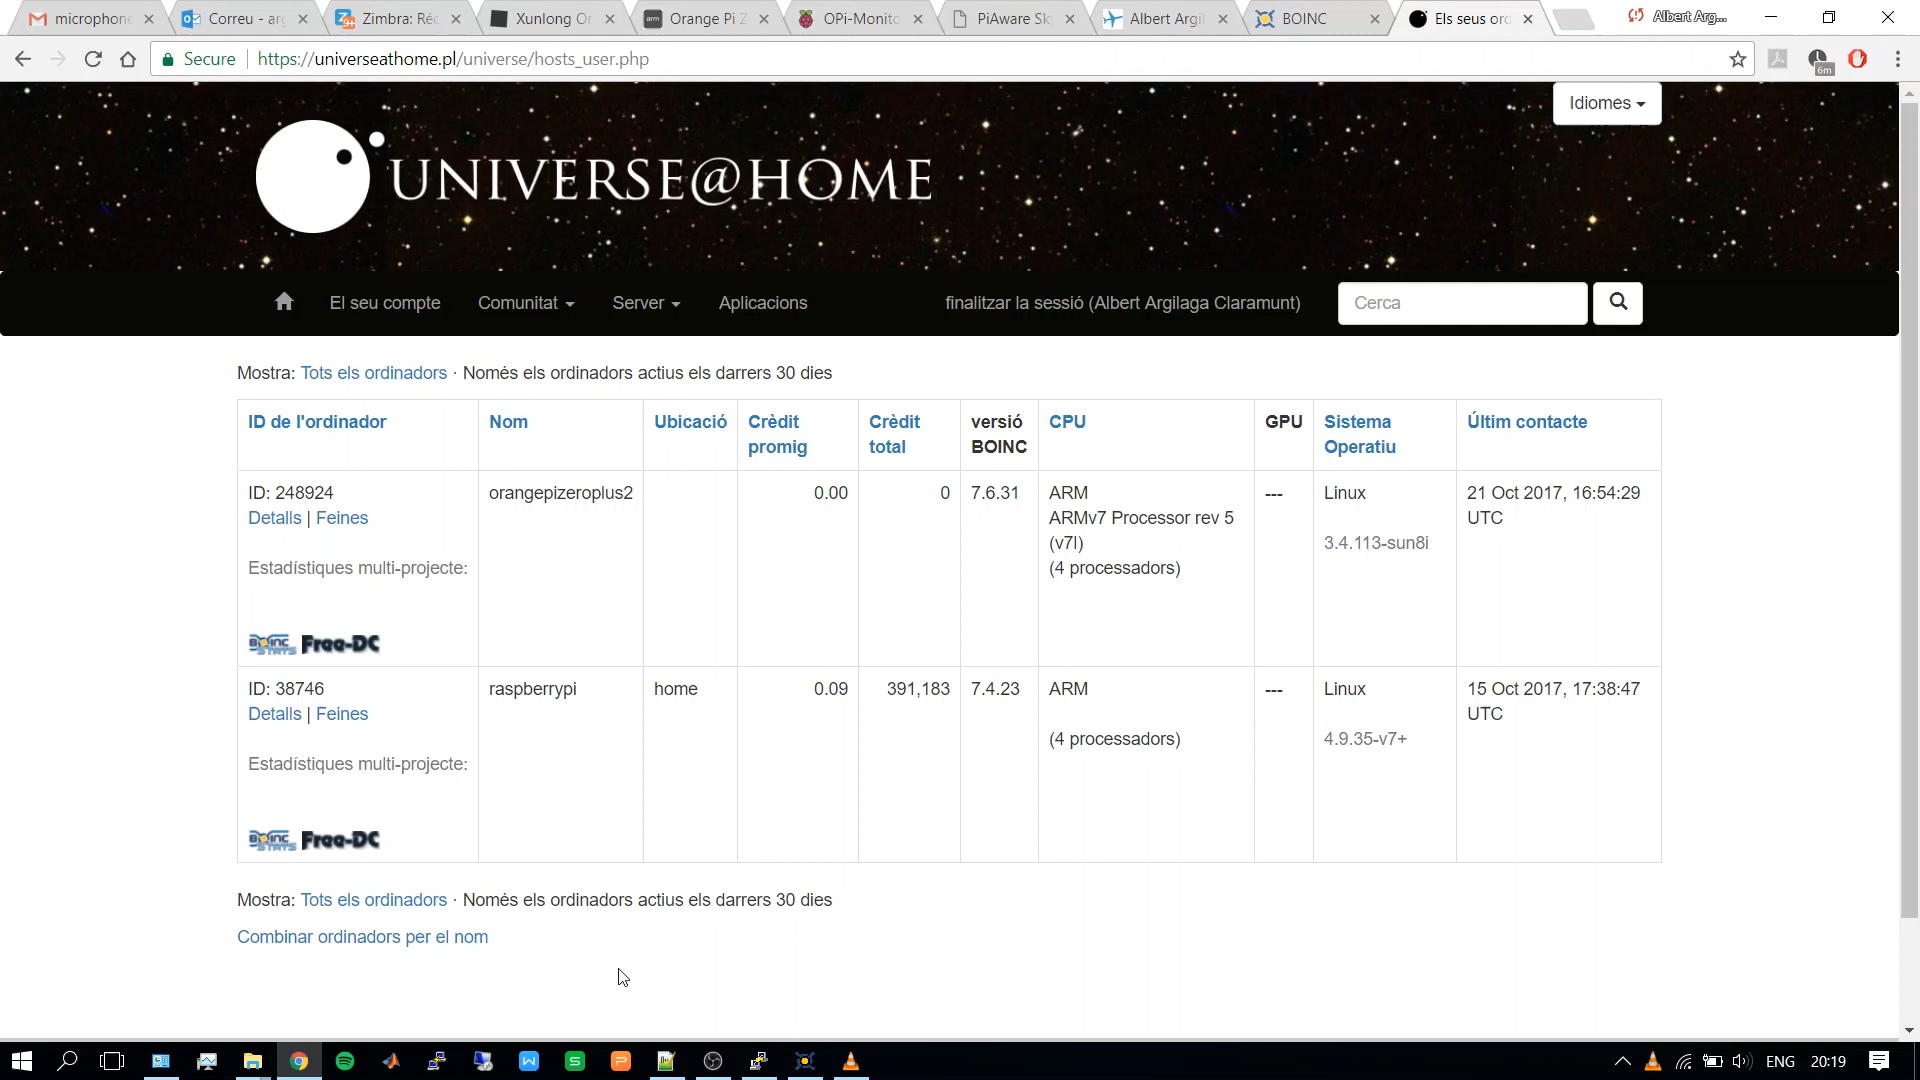 microphone
Correu - arg
Zimbra: Réc
Xunlong Or
Orange Pi Z
OPi-Monito
PiAware Sk
Albert Argil
BOINC
Els seus ord
Albert Arg...
Secure
https://universeathome.pl/universe/hosts_user.php
6m
Idiomes
UNIVERSE@HOME
El seu compte
Comunitat
Server
Aplicacions
finalitzar la sessió (Albert Argilaga Claramunt)
Cerca
Mostra: Tots els ordinadors · Només els ordinadors actius els darrers 30 dies
ID de l'ordinador
Nom
Ubicació
Crèdit
promig
Crèdit
total
versió
BOINC
CPU
GPU
Sistema
Operatiu
Últim contacte
ID: 248924
Detalls | Feines
Estadístiques multi-projecte:
BOINC STATS Free-DC
orangepizeroplus2
0.00
0
7.6.31
ARM
ARMv7 Processor rev 5
(v7l)
(4 processadors)
---
Linux
3.4.113-sun8i
21 Oct 2017, 16:54:29
UTC
ID: 38746
Detalls | Feines
Estadístiques multi-projecte:
BOINC STATS Free-DC
raspberrypi
home
0.09
391,183
7.4.23
ARM
(4 processadors)
---
Linux
4.9.35-v7+
15 Oct 2017, 17:38:47
UTC
Mostra: Tots els ordinadors · Només els ordinadors actius els darrers 30 dies
Combinar ordinadors per el nom
ENG
20:19